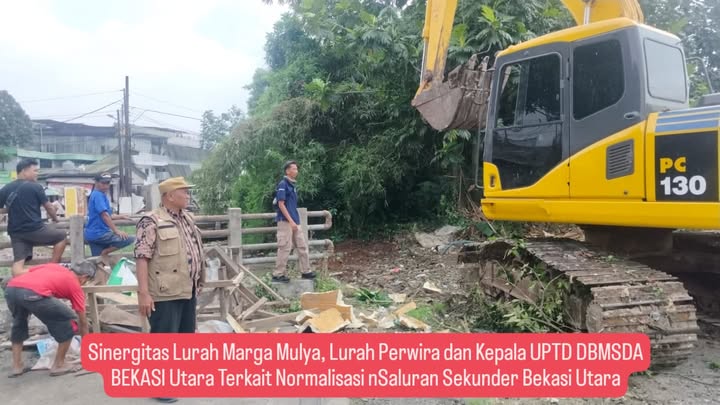 PC
130
Sinergitas Lurah Marga Mulya, Lurah Perwira dan Kepala UPTD DBMSDA
BEKASI Utara Terkait Normalisasi nSaluran Sekunder Bekasi Utara